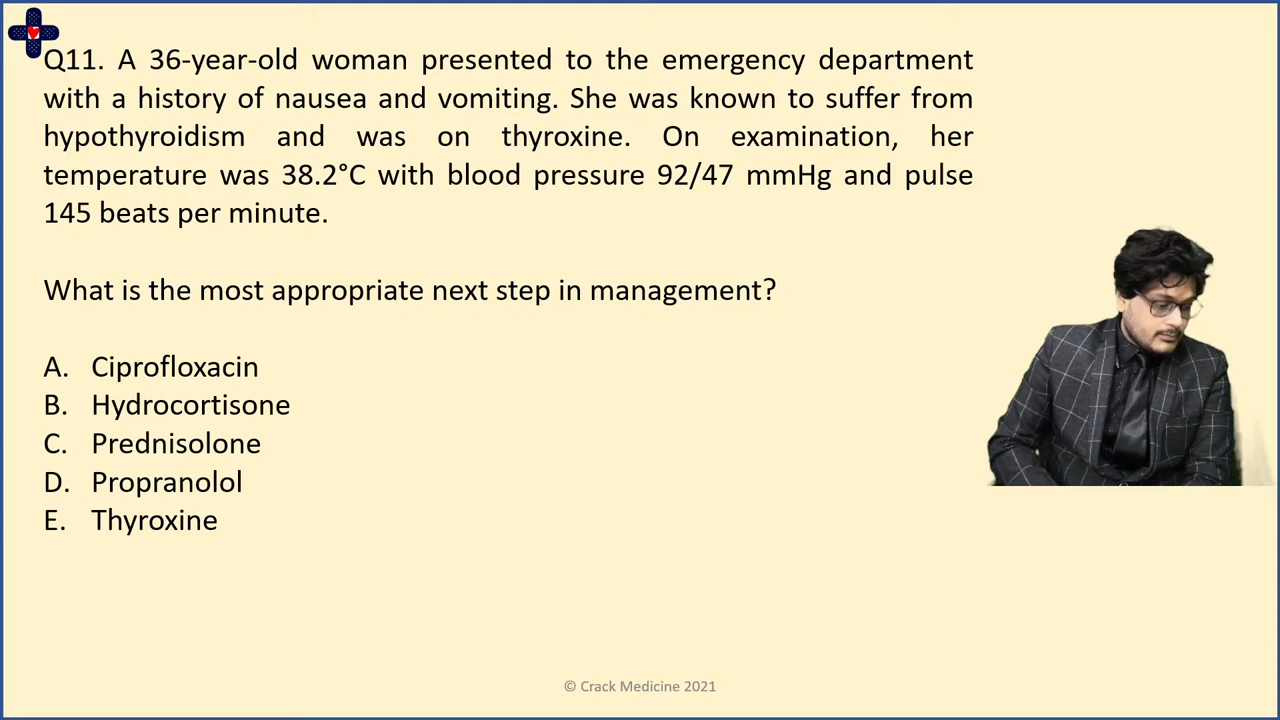 Q11. A 36-year-old woman presented to the emergency department
with a history of nausea and vomiting. She was known to suffer from
hypothyroidism and was on thyroxine. On examination, her
temperature was 38.2°C with blood pressure 92/47 mmHg and pulse
145 beats per minute.
What is the most appropriate next step in management?
A. Ciprofloxacin
B. Hydrocortisone
C. Prednisolone
D. Propranolol
E. Thyroxine
© Crack Medicine 2021